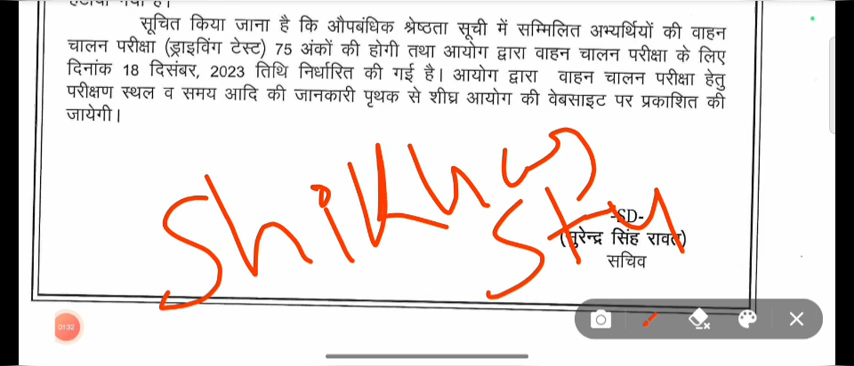 सूचित किया जाना है कि औपबंधिक श्रेष्ठता सूची में सम्मिलित अभ्यर्थियों की वाहन
चालन परीक्षा (ड्राइविंग टेस्ट) 75 अंकों की होगी तथा आयोग द्वारा वाहन चालन परीक्षा के लिए
दिनांक 18 दिसंबर, 2023 तिथि निर्धारित की गई है। आयोग द्वारा वाहन चालन परीक्षा हेतु
परीक्षण स्थल व समय आदि की जानकारी पृथक से शीघ्र आयोग की वेबसाइट पर प्रकाशित की
जायेगी।
Shikhar
Sty
-SD-
(सुरेन्द्र सिंह रावत)
सचिव
01:32